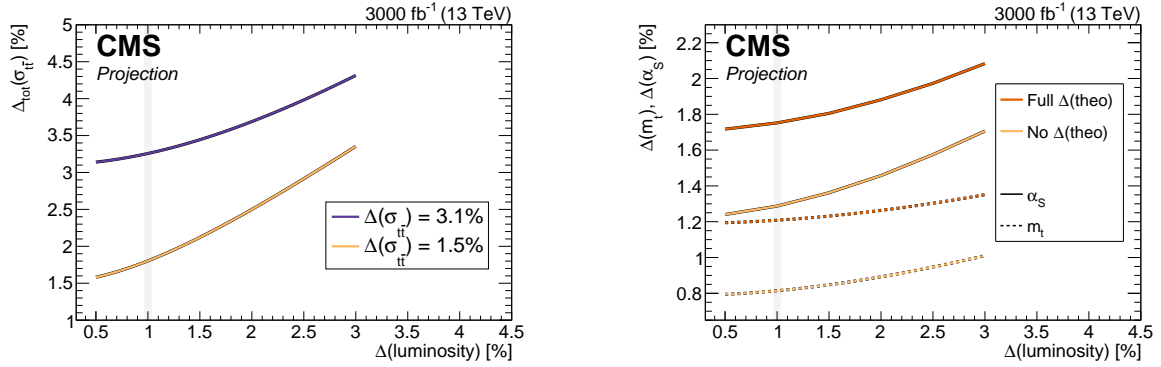 3000 fb⁻¹ (13 TeV)
CMS
Projection
Δtot(σtt̄) [%]
5
4.5
4
3.5
3
2.5
2
1.5
1
Δ(σtt̄) = 3.1%
Δ(σtt̄) = 1.5%
0.5 1 1.5 2 2.5 3 3.5 4 4.5
Δ(luminosity) [%]
3000 fb⁻¹ (13 TeV)
CMS
Projection
Δ(mt), Δ(αS) [%]
2.2
2
1.8
1.6
1.4
1.2
1
0.8
Full Δ(theo)
No Δ(theo)
αS
mt
0.5 1 1.5 2 2.5 3 3.5 4 4.5
Δ(luminosity) [%]